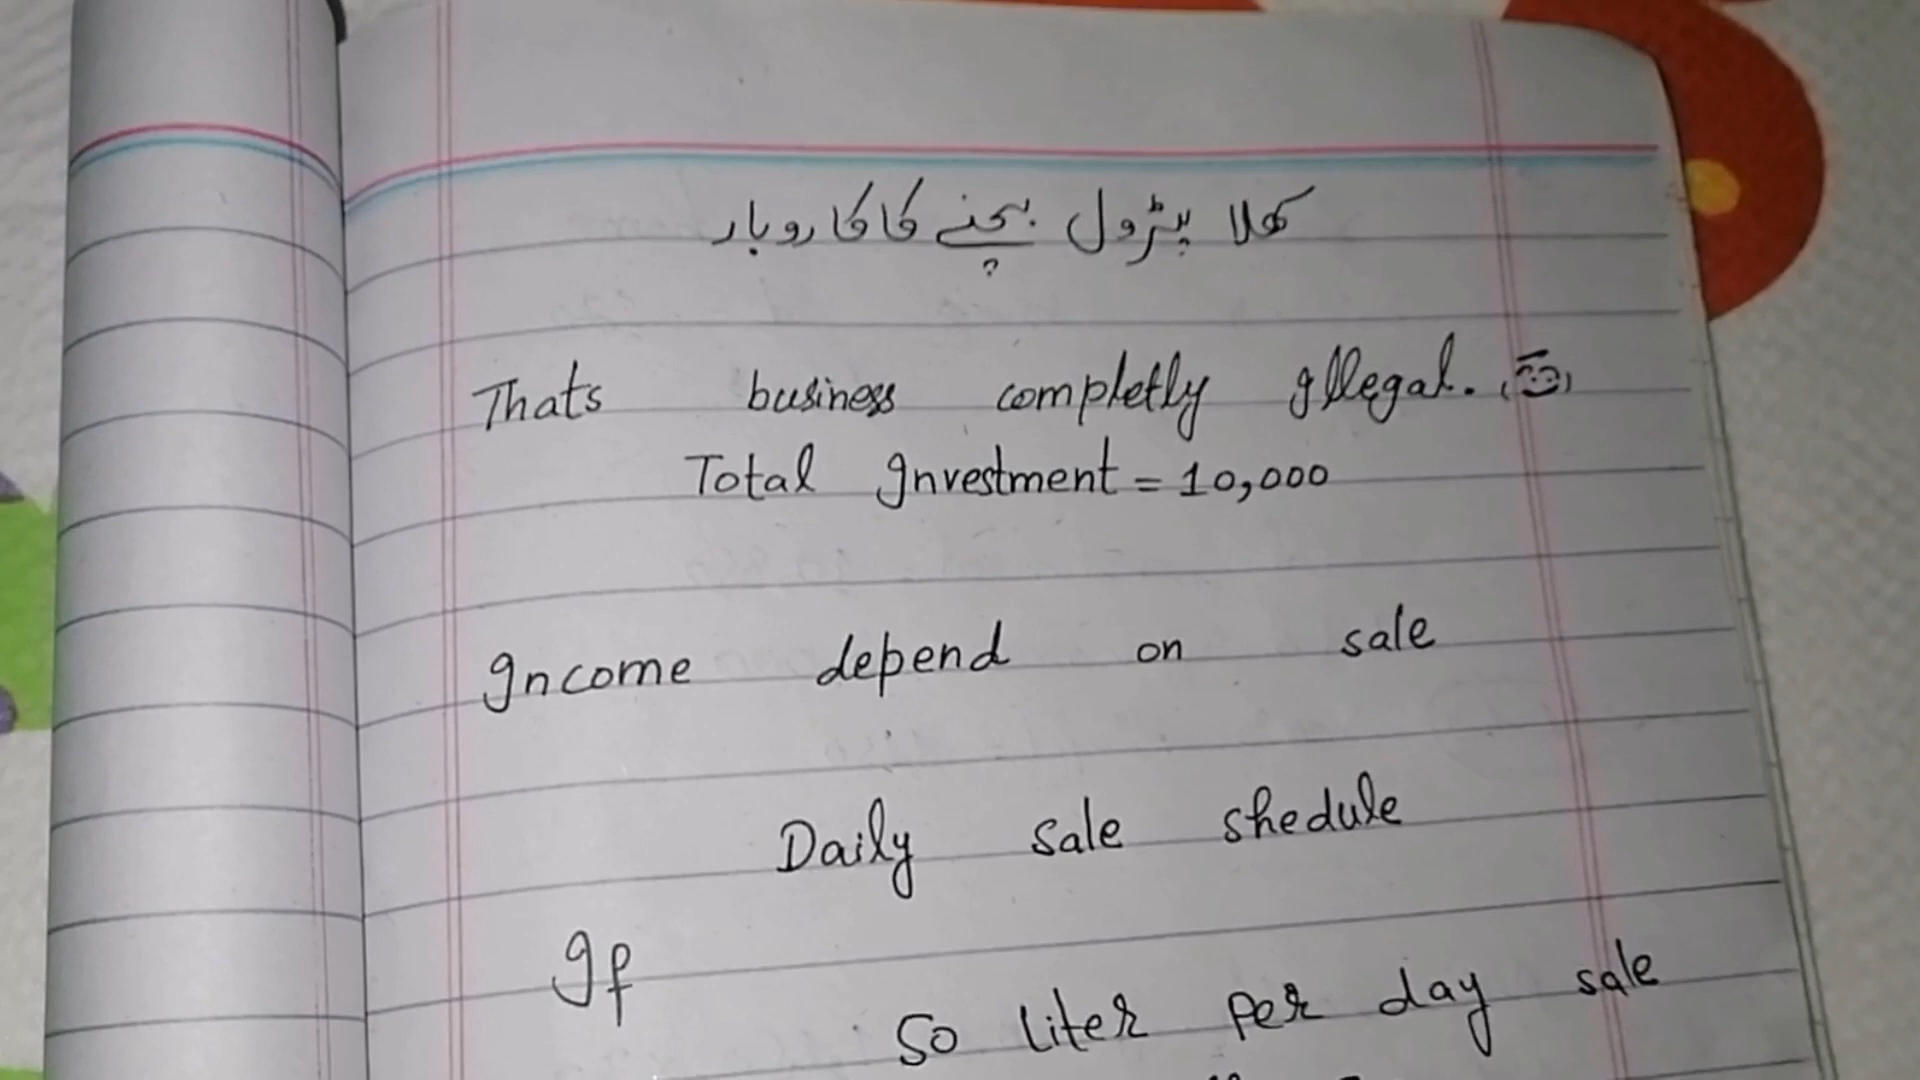 کھلا پٹرول بیچنے کا کاروبار
Thats business completly Illegal.
Total Investment = 10,000
Income depend on sale
Daily sale shedule
If
50 liter per day sale